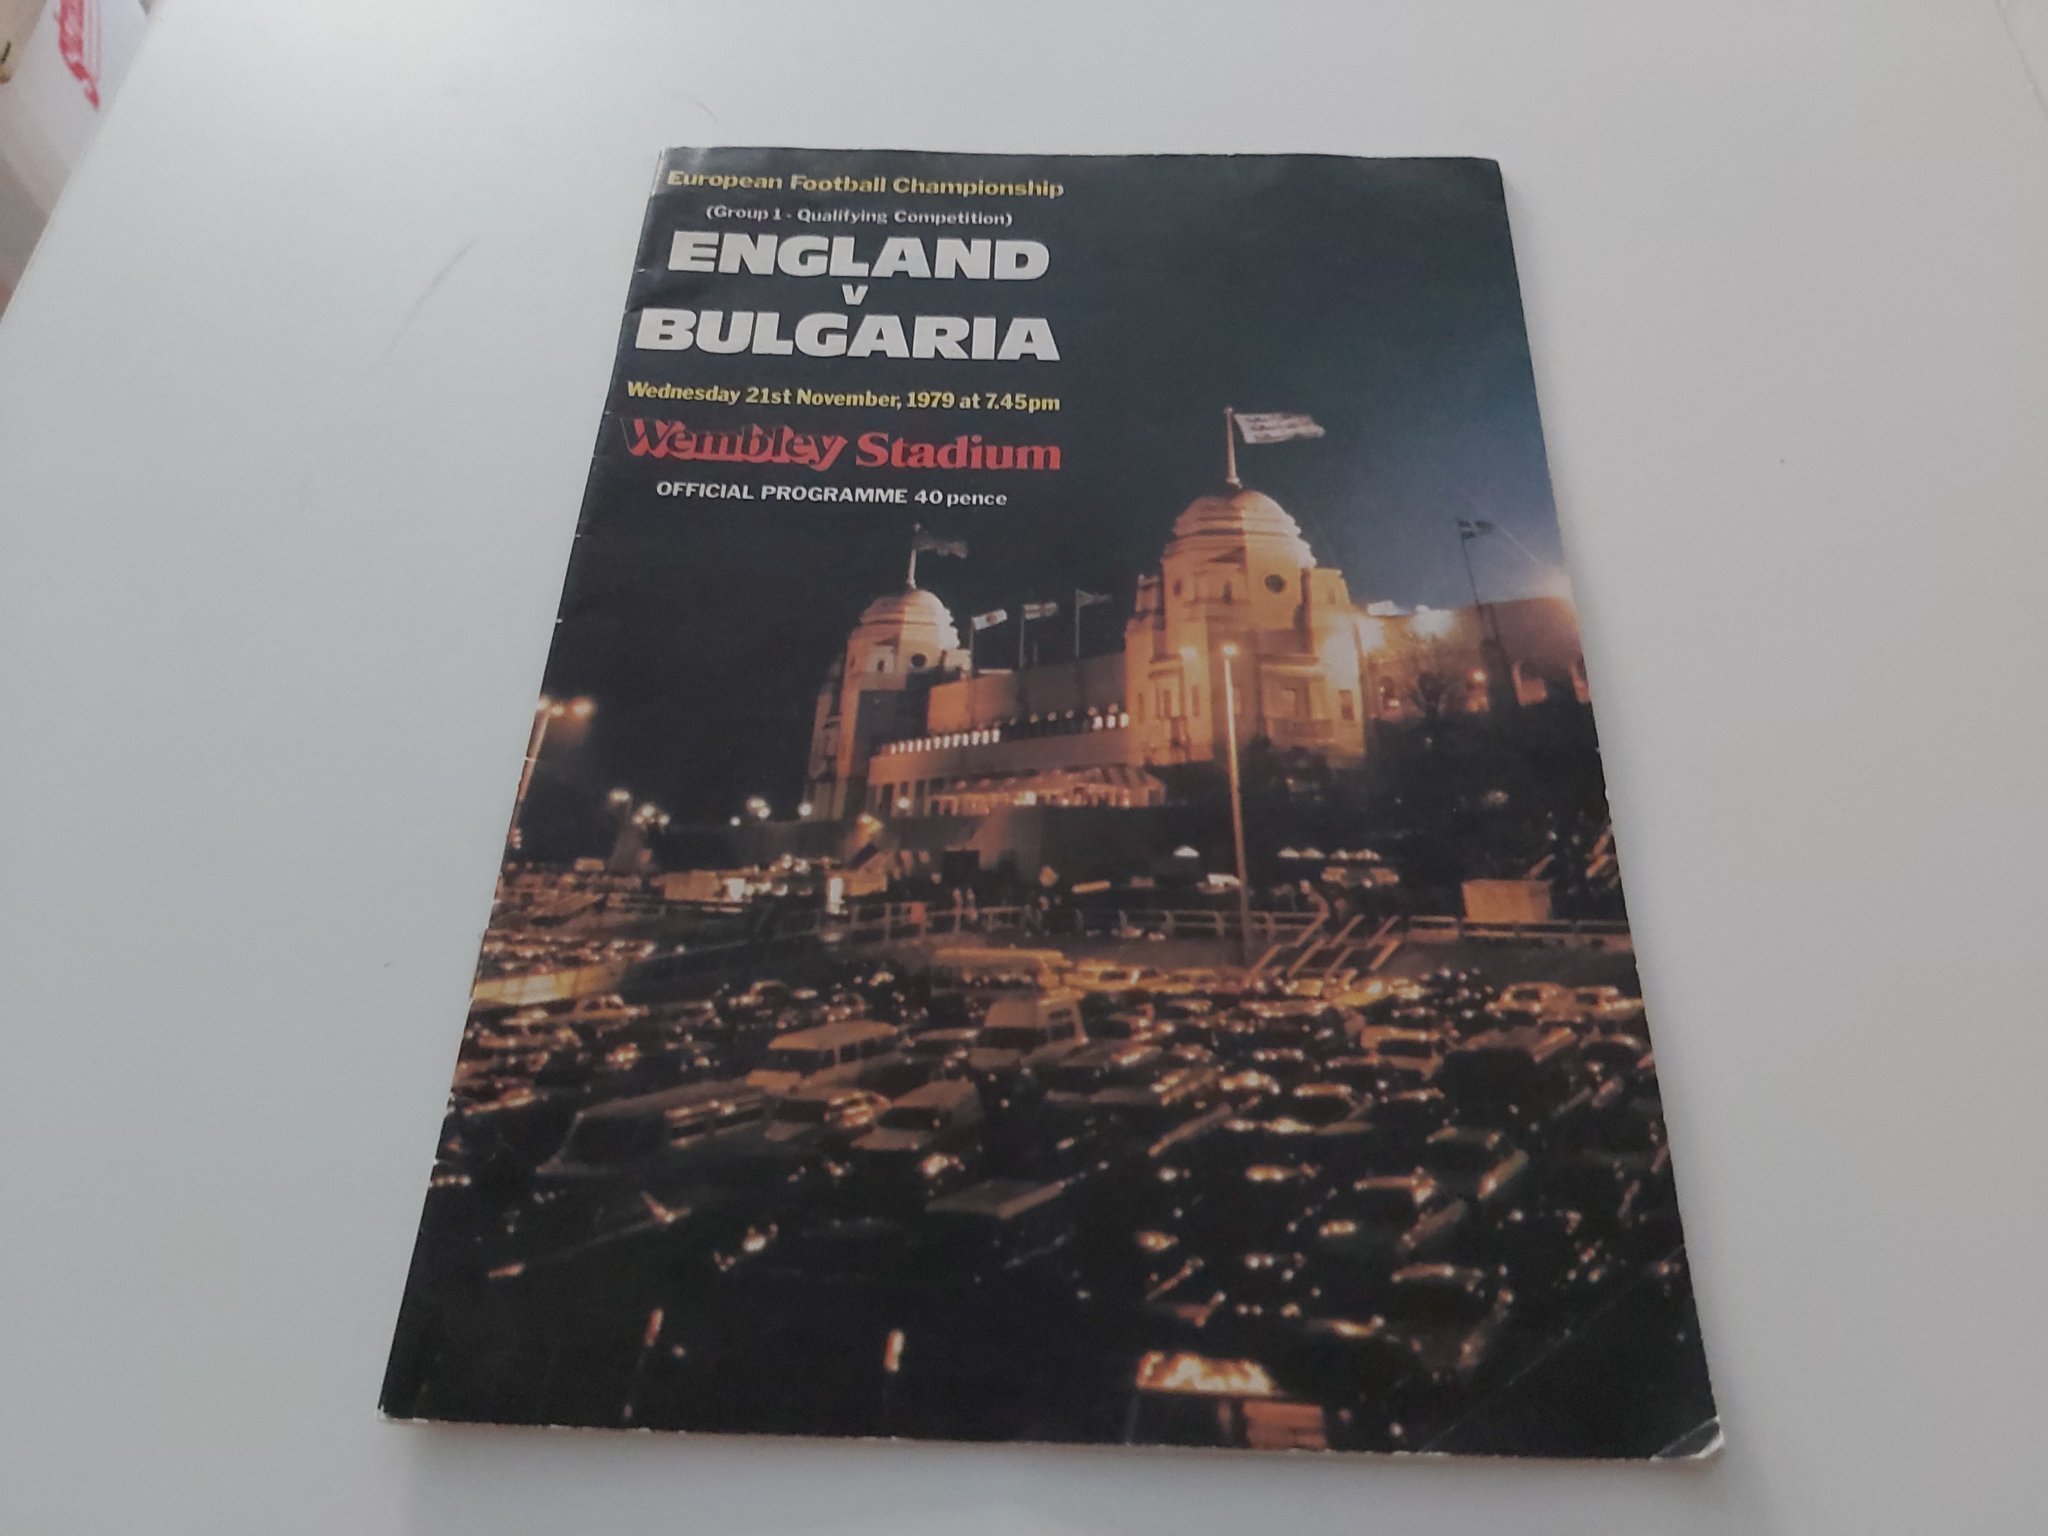 European Football Championship
(Group 1 - Qualifying Competition)
ENGLAND
v
BULGARIA
Wednesday 21st November, 1979 at 7.45pm
Wembley Stadium
OFFICIAL PROGRAMME 40 pence